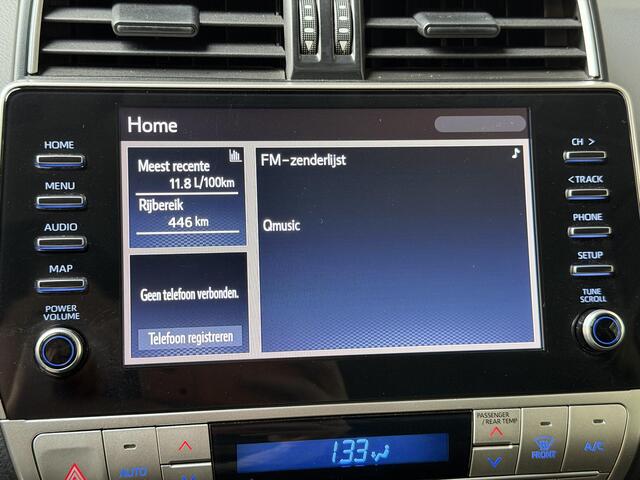 Home
HOME
MENU
AUDIO
MAP
POWER
VOLUME
Meest recente
11.8 L/100km
Rijbereik
446 km
Geen telefoon verbonden.
Telefoon registreren
FM-zenderlijst
Qmusic
CH >
< TRACK
PHONE
SETUP
TUNE
SCROLL
AUTO
133
PASSENGER
/REAR TEMP
FRONT
A/C